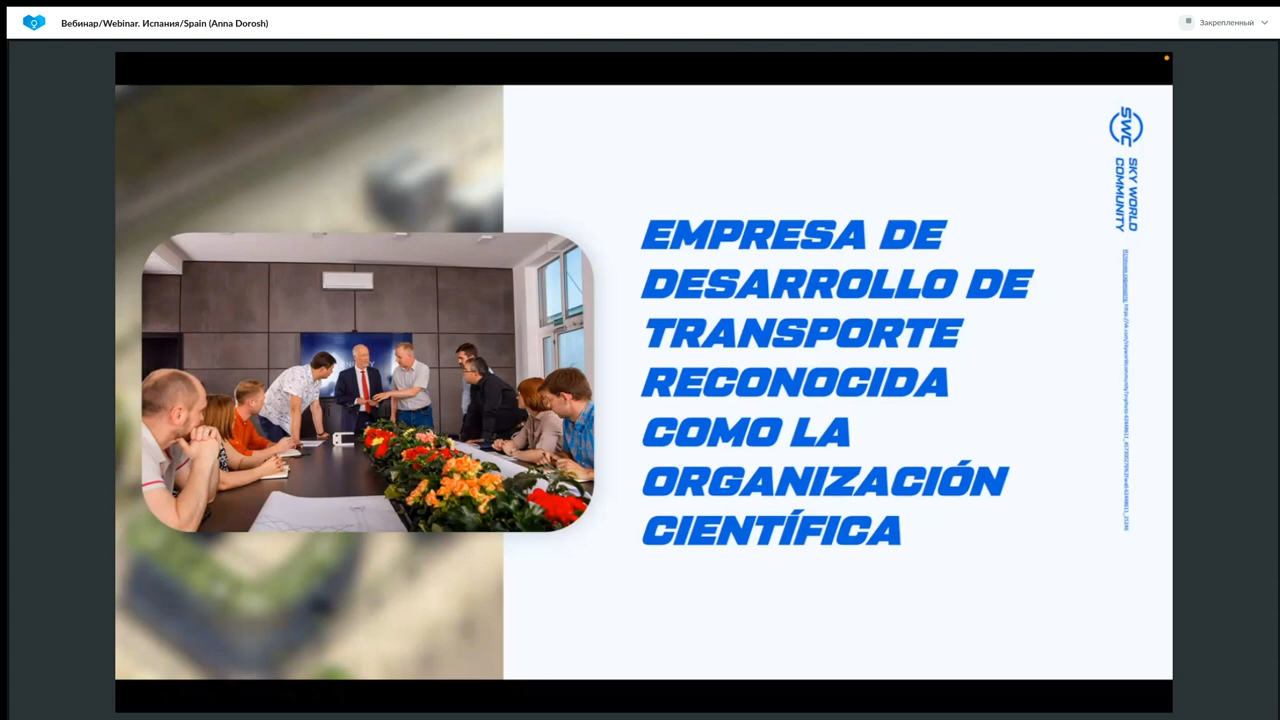 Вебинар/Webinar. Испания/Spain (Anna Dorosh)
Закрепленный
EMPRESA DE
DESARROLLO DE
TRANSPORTE
RECONOCIDA
COMO LA
ORGANIZACIÓN
CIENTÍFICA
SWC
SKY WORLD
COMMUNITY